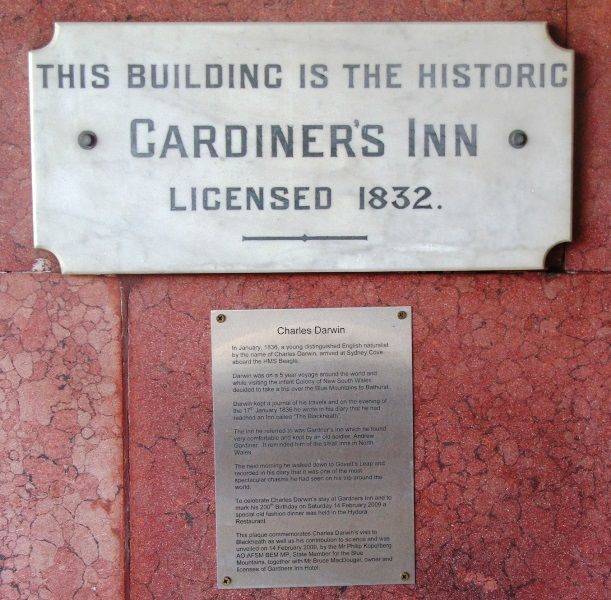 THIS BUILDING IS THE HISTORIC
GARDINER'S INN
LICENSED 1832.
Charles Darwin
In January, 1836, a young distinguished English naturalist
by the name of Charles Darwin, arrived at Sydney Cove
aboard the HMS Beagle.
Darwin was on a 5 year voyage around the world and
while visiting the infant Colony of New South Wales
decided to take a trip over the Blue Mountains to Bathurst.
Darwin kept a journal of his travels and on the evening of
the 17th January 1836 he wrote in his diary that he had
reached an Inn called "The Blackheath".
The inn he referred to was Gardner's Inn which he found
very comfortable and kept by an old soldier, Andrew
Gardiner. It reminded him of the small inns in North
Wales.
The next morning he walked down to Govett's Leap and
recorded in his diary that it was one of the most
spectacular chasms he had seen on his trip around the
world.
To celebrate Charles Darwin's stay at Gardners Inn and to
mark his 200th Birthday on Saturday 14 February 2009 a
special old fashion dinner was held in the Hydora
Restaurant.
This plaque commemorates Charles Darwin's visit to
Blackheath as well as his contribution to science and was
unveiled on 14 February 2009, by the Mr Philip Koperberg
AO AFSM BEM MP, State Member for the Blue
Mountains, together with Mr Bruce MacDougal, owner and
licensee of Gardners Inn Hotel.